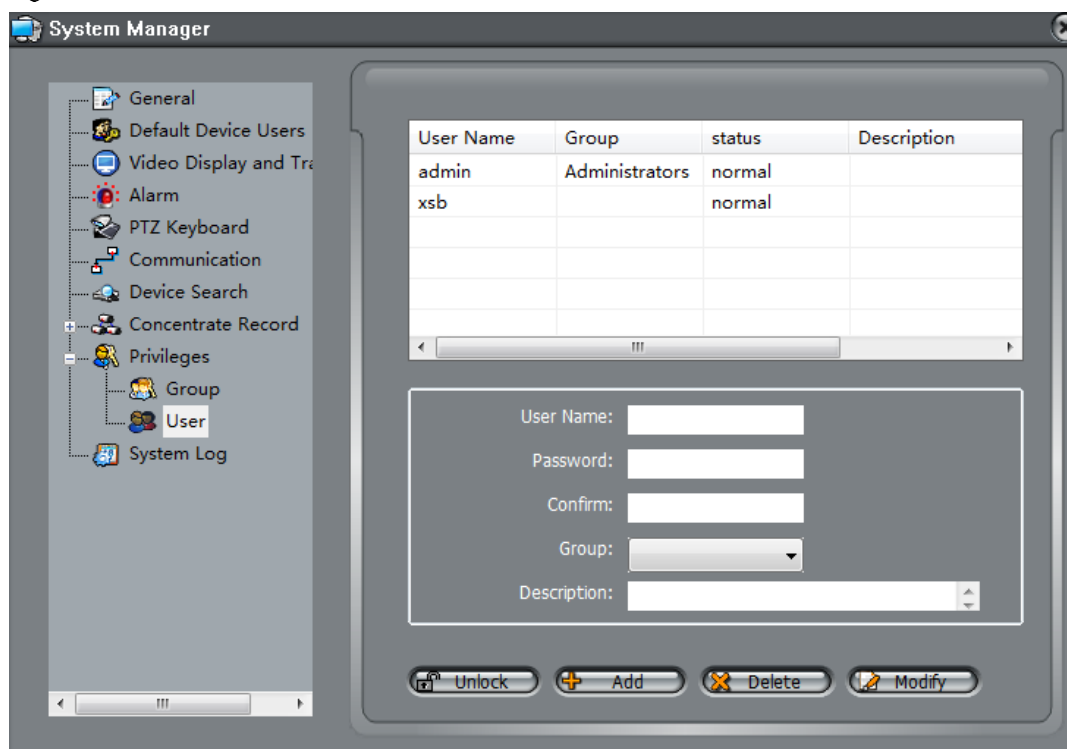 System Manager
General
Default Device Users
Video Display and Tra
Alarm
PTZ Keyboard
Communication
Device Search
Concentrate Record
Privileges
Group
User
System Log
User Name Group status Description
admin Administrators normal
xsb normal
User Name:
Password:
Confirm:
Group:
Description:
Unlock Add Delete Modify